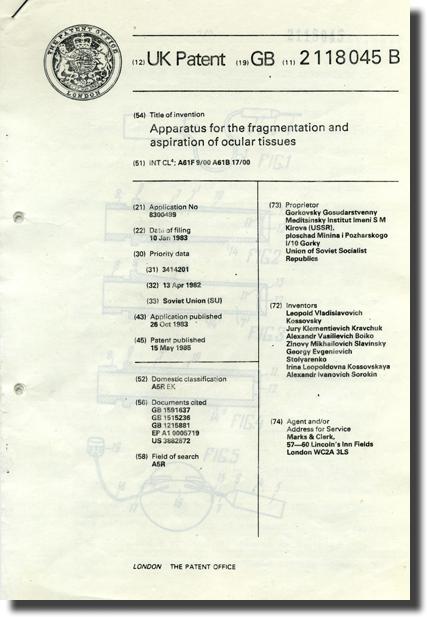 THE PATENT OFFICE
LONDON
(12) UK Patent (19) GB (11) 2118045 B
(54) Title of invention
Apparatus for the fragmentation and
aspiration of ocular tissues
(51) INT CL4; A61F 9/00 A61B 17/00
(21) Application No
8300499
(22) Date of filing
10 Jan 1983
(30) Priority data
(31) 3414201
(32) 13 Apr 1982
(33) Soviet Union (SU)
(43) Application published
26 Oct 1983
(45) Patent published
15 May 1985
(52) Domestic classification
A5R EK
(56) Documents cited
GB 1591637
GB 1515236
GB 1215881
EP A1 0005719
US 3882872
(58) Field of search
A5R
(73) Proprietor
Gorkovsky Gosudarstvenny
Meditsinsky Institut Imeni S M
Kirova (USSR),
ploschad Minina i Pozharskogo
I/10 Gorky
Union of Soviet Socialist
Republics
(72) Inventors
Leopold Vladislavovich
Kossovsky
Jury Klementievich Kravchuk
Alexandr Vasilievich Boiko
Zinovy Mikhailovich Slavinsky
Georgy Evgenievich
Stolyarenko
Irina Leopoldovna Kossovskaya
Alexandr Ivanovich Sorokin
(74) Agent and/or
Address for Service
Marks & Clerk,
57—60 Lincoln's Inn Fields
London WC2A 3LS
LONDON THE PATENT OFFICE